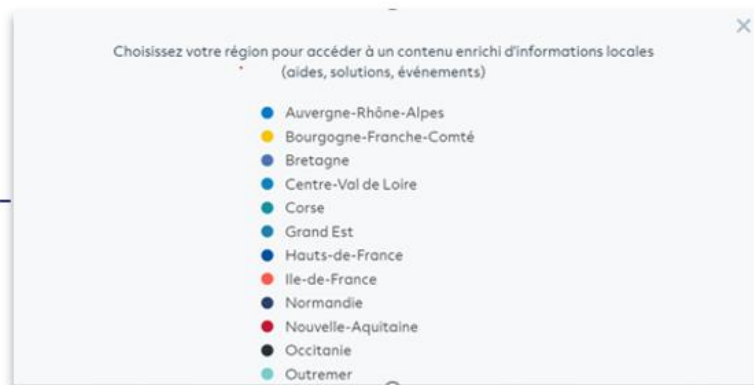 Choisissez votre région pour accéder à un contenu enrichi d'informations locales
(aides, solutions, événements)
Auvergne-Rhône-Alpes
Bourgogne-Franche-Comté
Bretagne
Centre-Val de Loire
Corse
Grand Est
Hauts-de-France
Ile-de-France
Normandie
Nouvelle-Aquitaine
Occitanie
Outremer